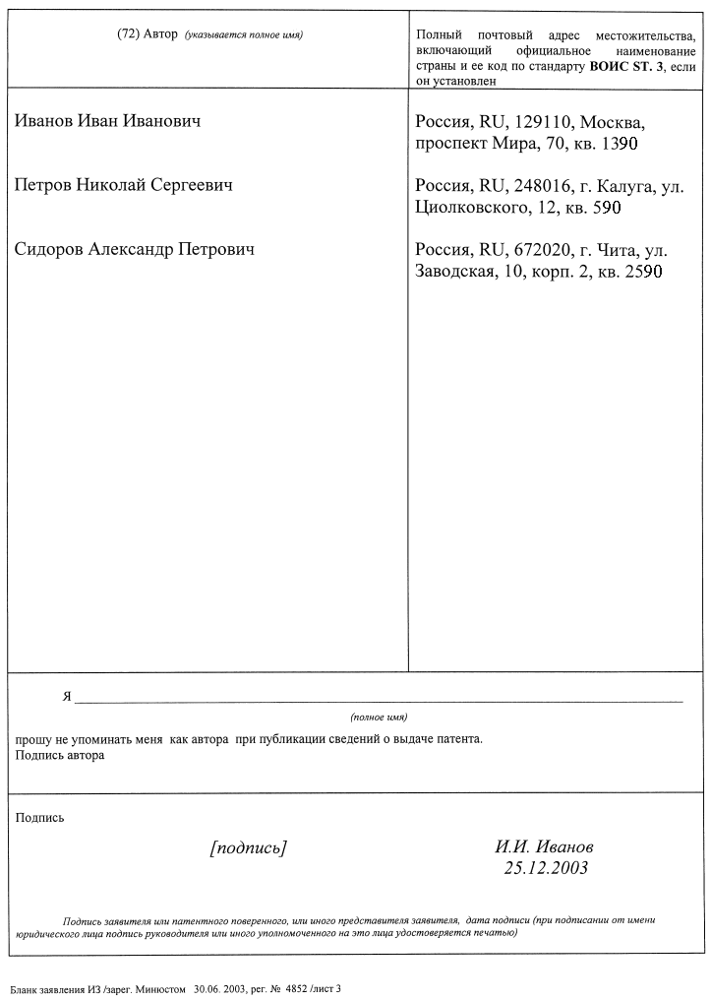 (72) Автор (указывается полное имя)
Полный почтовый адрес местожительства,
включающий официальное наименование
страны и ее код по стандарту ВОИС ST. 3, если
он установлен
Иванов Иван Иванович
Россия, RU, 129110, Москва,
проспект Мира, 70, кв. 1390
Петров Николай Сергеевич
Россия, RU, 248016, г. Калуга, ул.
Циолковского, 12, кв. 590
Сидоров Александр Петрович
Россия, RU, 672020, г. Чита, ул.
Заводская, 10, корп. 2, кв. 2590
Я
(полное имя)
прошу не упоминать меня как автора при публикации сведений о выдаче патента.
Подпись автора
Подпись
[подпись]
И.И. Иванов
25.12.2003
Подпись заявителя или патентного поверенного, или иного представителя заявителя, дата подписи (при подписании от имени
юридического лица подпись руководителя или иного уполномоченного на это лица удостоверяется печатью)
Бланк заявления ИЗ /зарег. Минюстом 30.06. 2003, рег. № 4852 /лист 3